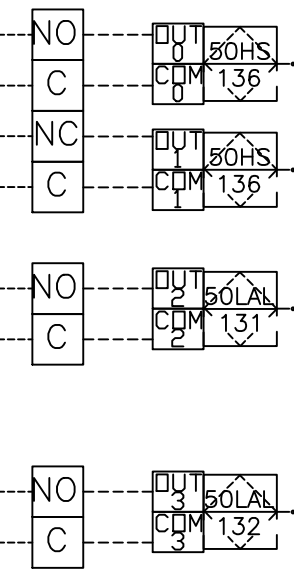 NO OUT 0 50HS
C COM 0 136
NC OUT 1 50HS
C COM 1 136
NO OUT 2 50LAL
C COM 2 131
NO OUT 3 50LAL
C COM 3 132